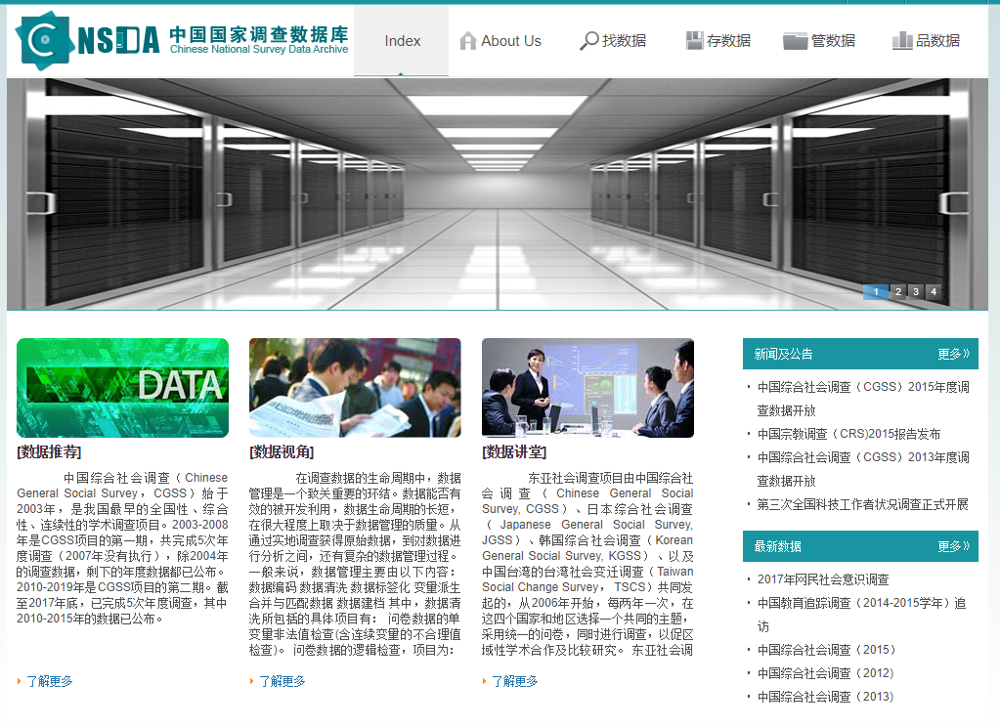 CNSDA 中国国家调查数据库
Chinese National Survey Data Archive
Index
About Us
找数据
存数据
管数据
品数据
1 2 3 4
DATA
[数据推荐]
中国综合社会调查（Chinese
General Social Survey，CGSS）始于
2003年，是我国最早的全国性、综合
性、连续性的学术调查项目。2003-2008
年是CGSS项目的第一期，共完成5次年
度调查（2007年没有执行），除2004年
的调查数据，剩下的年度数据都已公布。
2010-2019年是CGSS项目的第二期。截
至2017年底，已完成5次年度调查，其中
2010-2015年的数据已公布。
了解更多
[数据视角]
在调查数据的生命周期中，数据
管理是一个致关重要的环结。数据能否有
效的被开发利用，数据生命周期的长短，
在很大程度上取决于数据管理的质量。从
通过实地调查获得原始数据，到对数据进
行分析之间，还有复杂的数据管理过程。
一般来说，数据管理主要由以下内容：
数据编码 数据清洗 数据标签化 变量派生
合并与匹配数据 数据建档 其中，数据清
洗所包括的具体项目有： 问卷数据的单
变量非法值检查(含连续变量的不合理值
检查)。 问卷数据的逻辑检查，项目为：
了解更多
[数据讲堂]
东亚社会调查项目由中国综合社
会调查（Chinese General Social
Survey, CGSS）、日本综合社会调查
（Japanese General Social Survey,
JGSS）、韩国综合社会调查（Korean
General Social Survey, KGSS）、以及
中国台湾的台湾社会变迁调查（Taiwan
Social Change Survey， TSCS）共同发
起的，从2006年开始，每两年一次，在
这四个国家和地区选择一个共同的主题，
采用统一的问卷，同时进行调查，以促区
域性学术合作及比较研究。 东亚社会调
了解更多
新闻及公告 更多》
中国综合社会调查（CGSS）2015年度调
查数据开放
中国宗教调查（CRS)2015报告发布
中国综合社会调查（CGSS）2013年度调
查数据开放
第三次全国科技工作者状况调查正式开展
最新数据 更多》
2017年网民社会意识调查
中国教育追踪调查（2014-2015学年）追
访
中国综合社会调查（2015）
中国综合社会调查（2012)
中国综合社会调查（2013)